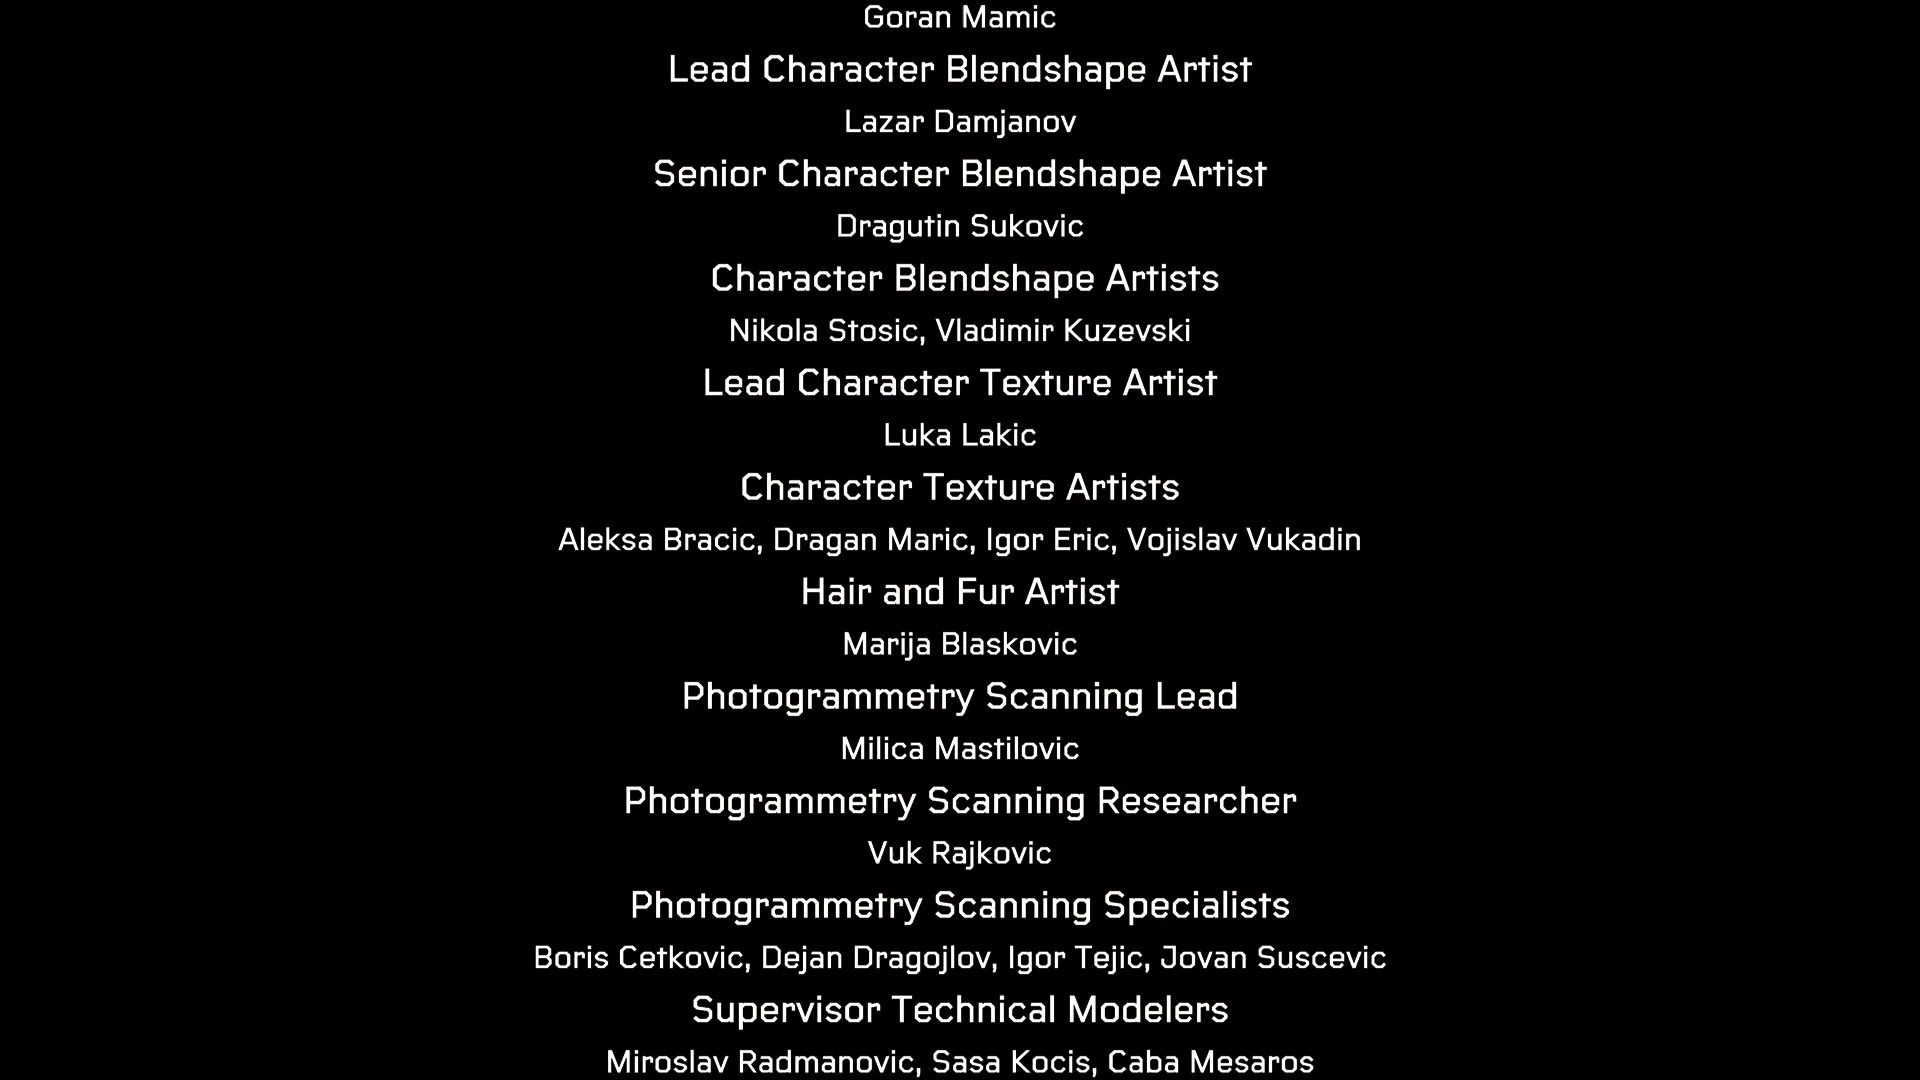 Goran Mamic
Lead Character Blendshape Artist
Lazar Damjanov
Senior Character Blendshape Artist
Dragutin Sukovic
Character Blendshape Artists
Nikola Stosic, Vladimir Kuzevski
Lead Character Texture Artist
Luka Lakic
Character Texture Artists
Aleksa Bracic, Dragan Maric, Igor Eric, Vojislav Vukadin
Hair and Fur Artist
Marija Blaskovic
Photogrammetry Scanning Lead
Milica Mastilovic
Photogrammetry Scanning Researcher
Vuk Rajkovic
Photogrammetry Scanning Specialists
Boris Cetkovic, Dejan Dragojlov, Igor Tejic, Jovan Suscevic
Supervisor Technical Modelers
Miroslav Radmanovic, Sasa Kocis, Caba Mesaros